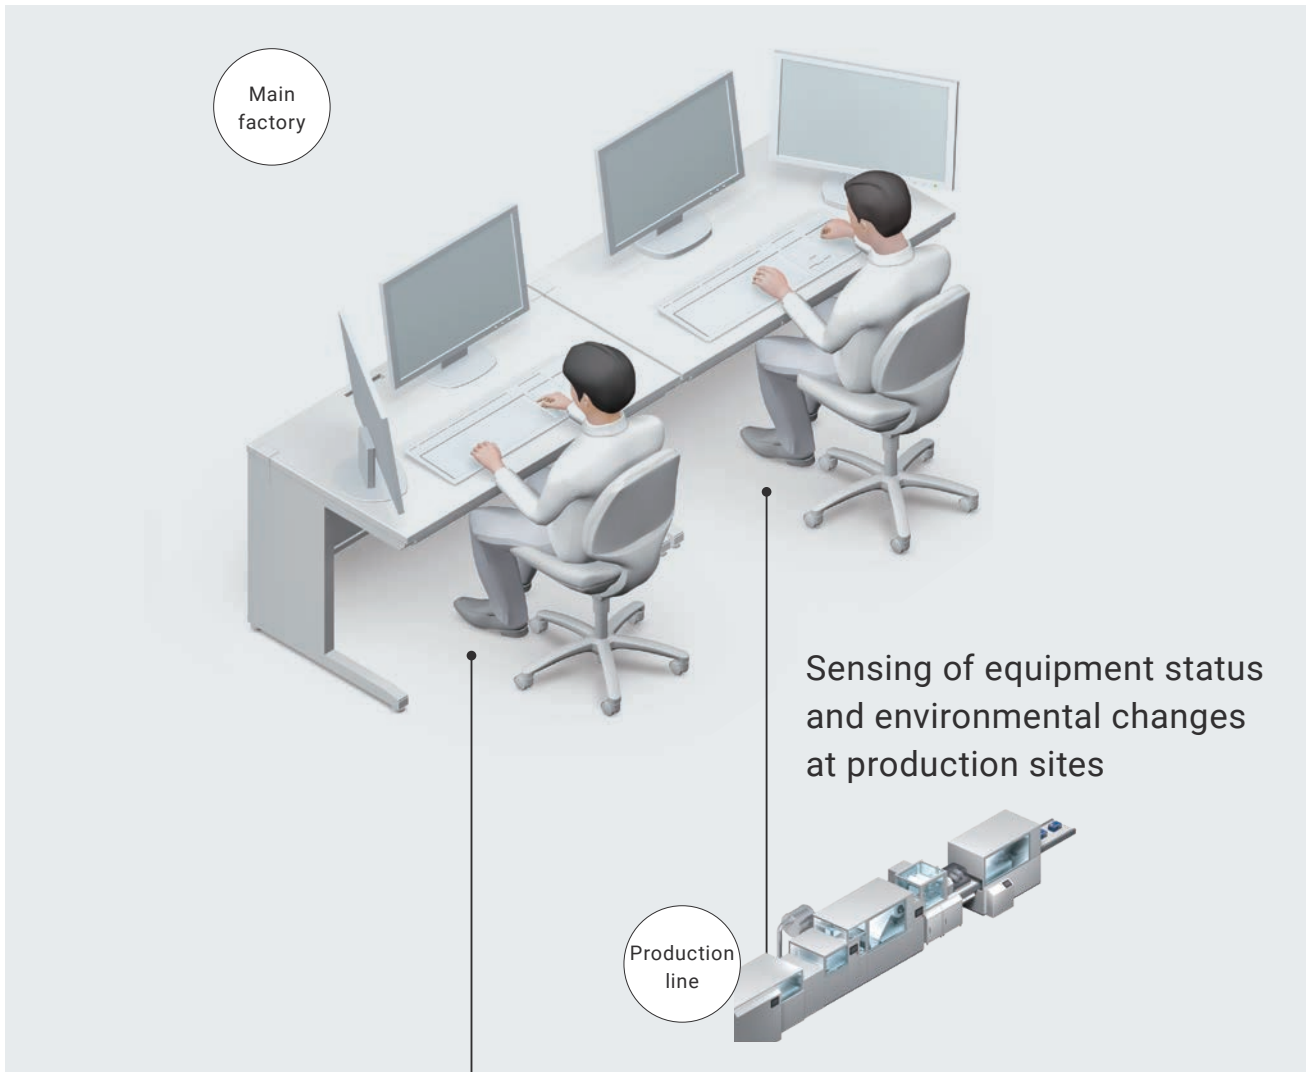 Main
factory
Sensing of equipment status
and environmental changes
at production sites
Production
line